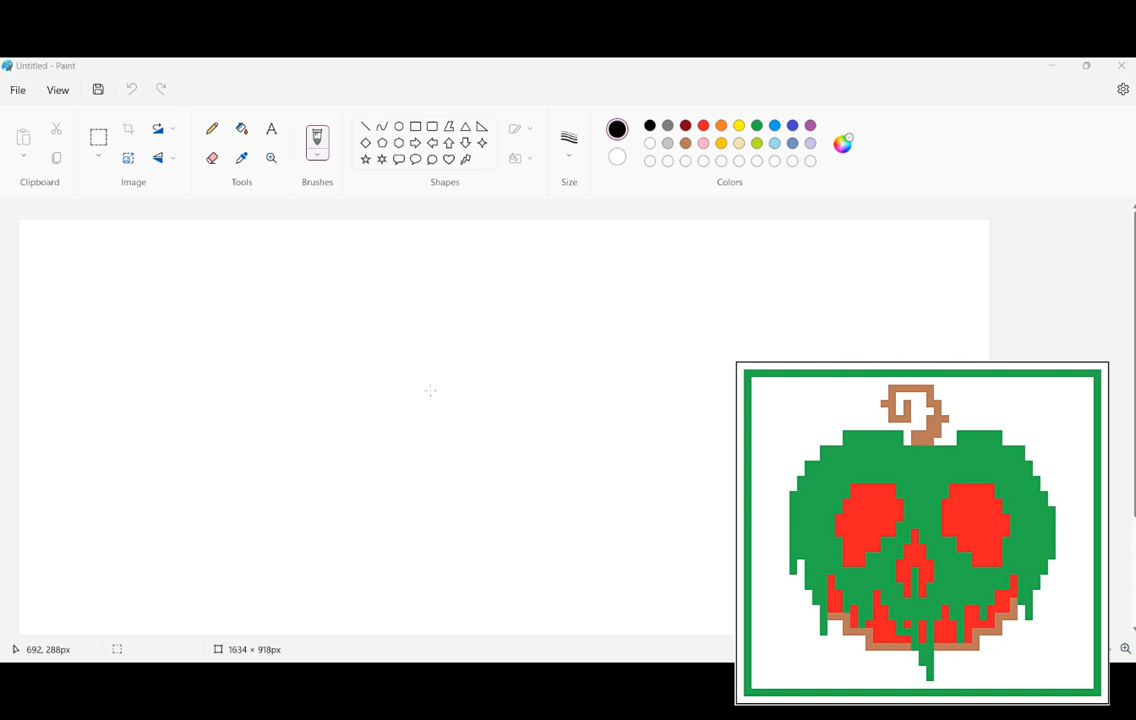 Untitled - Paint
File View
A
Clipboard Image Tools Brushes Shapes Size Colors
692, 288px 1634 × 918px